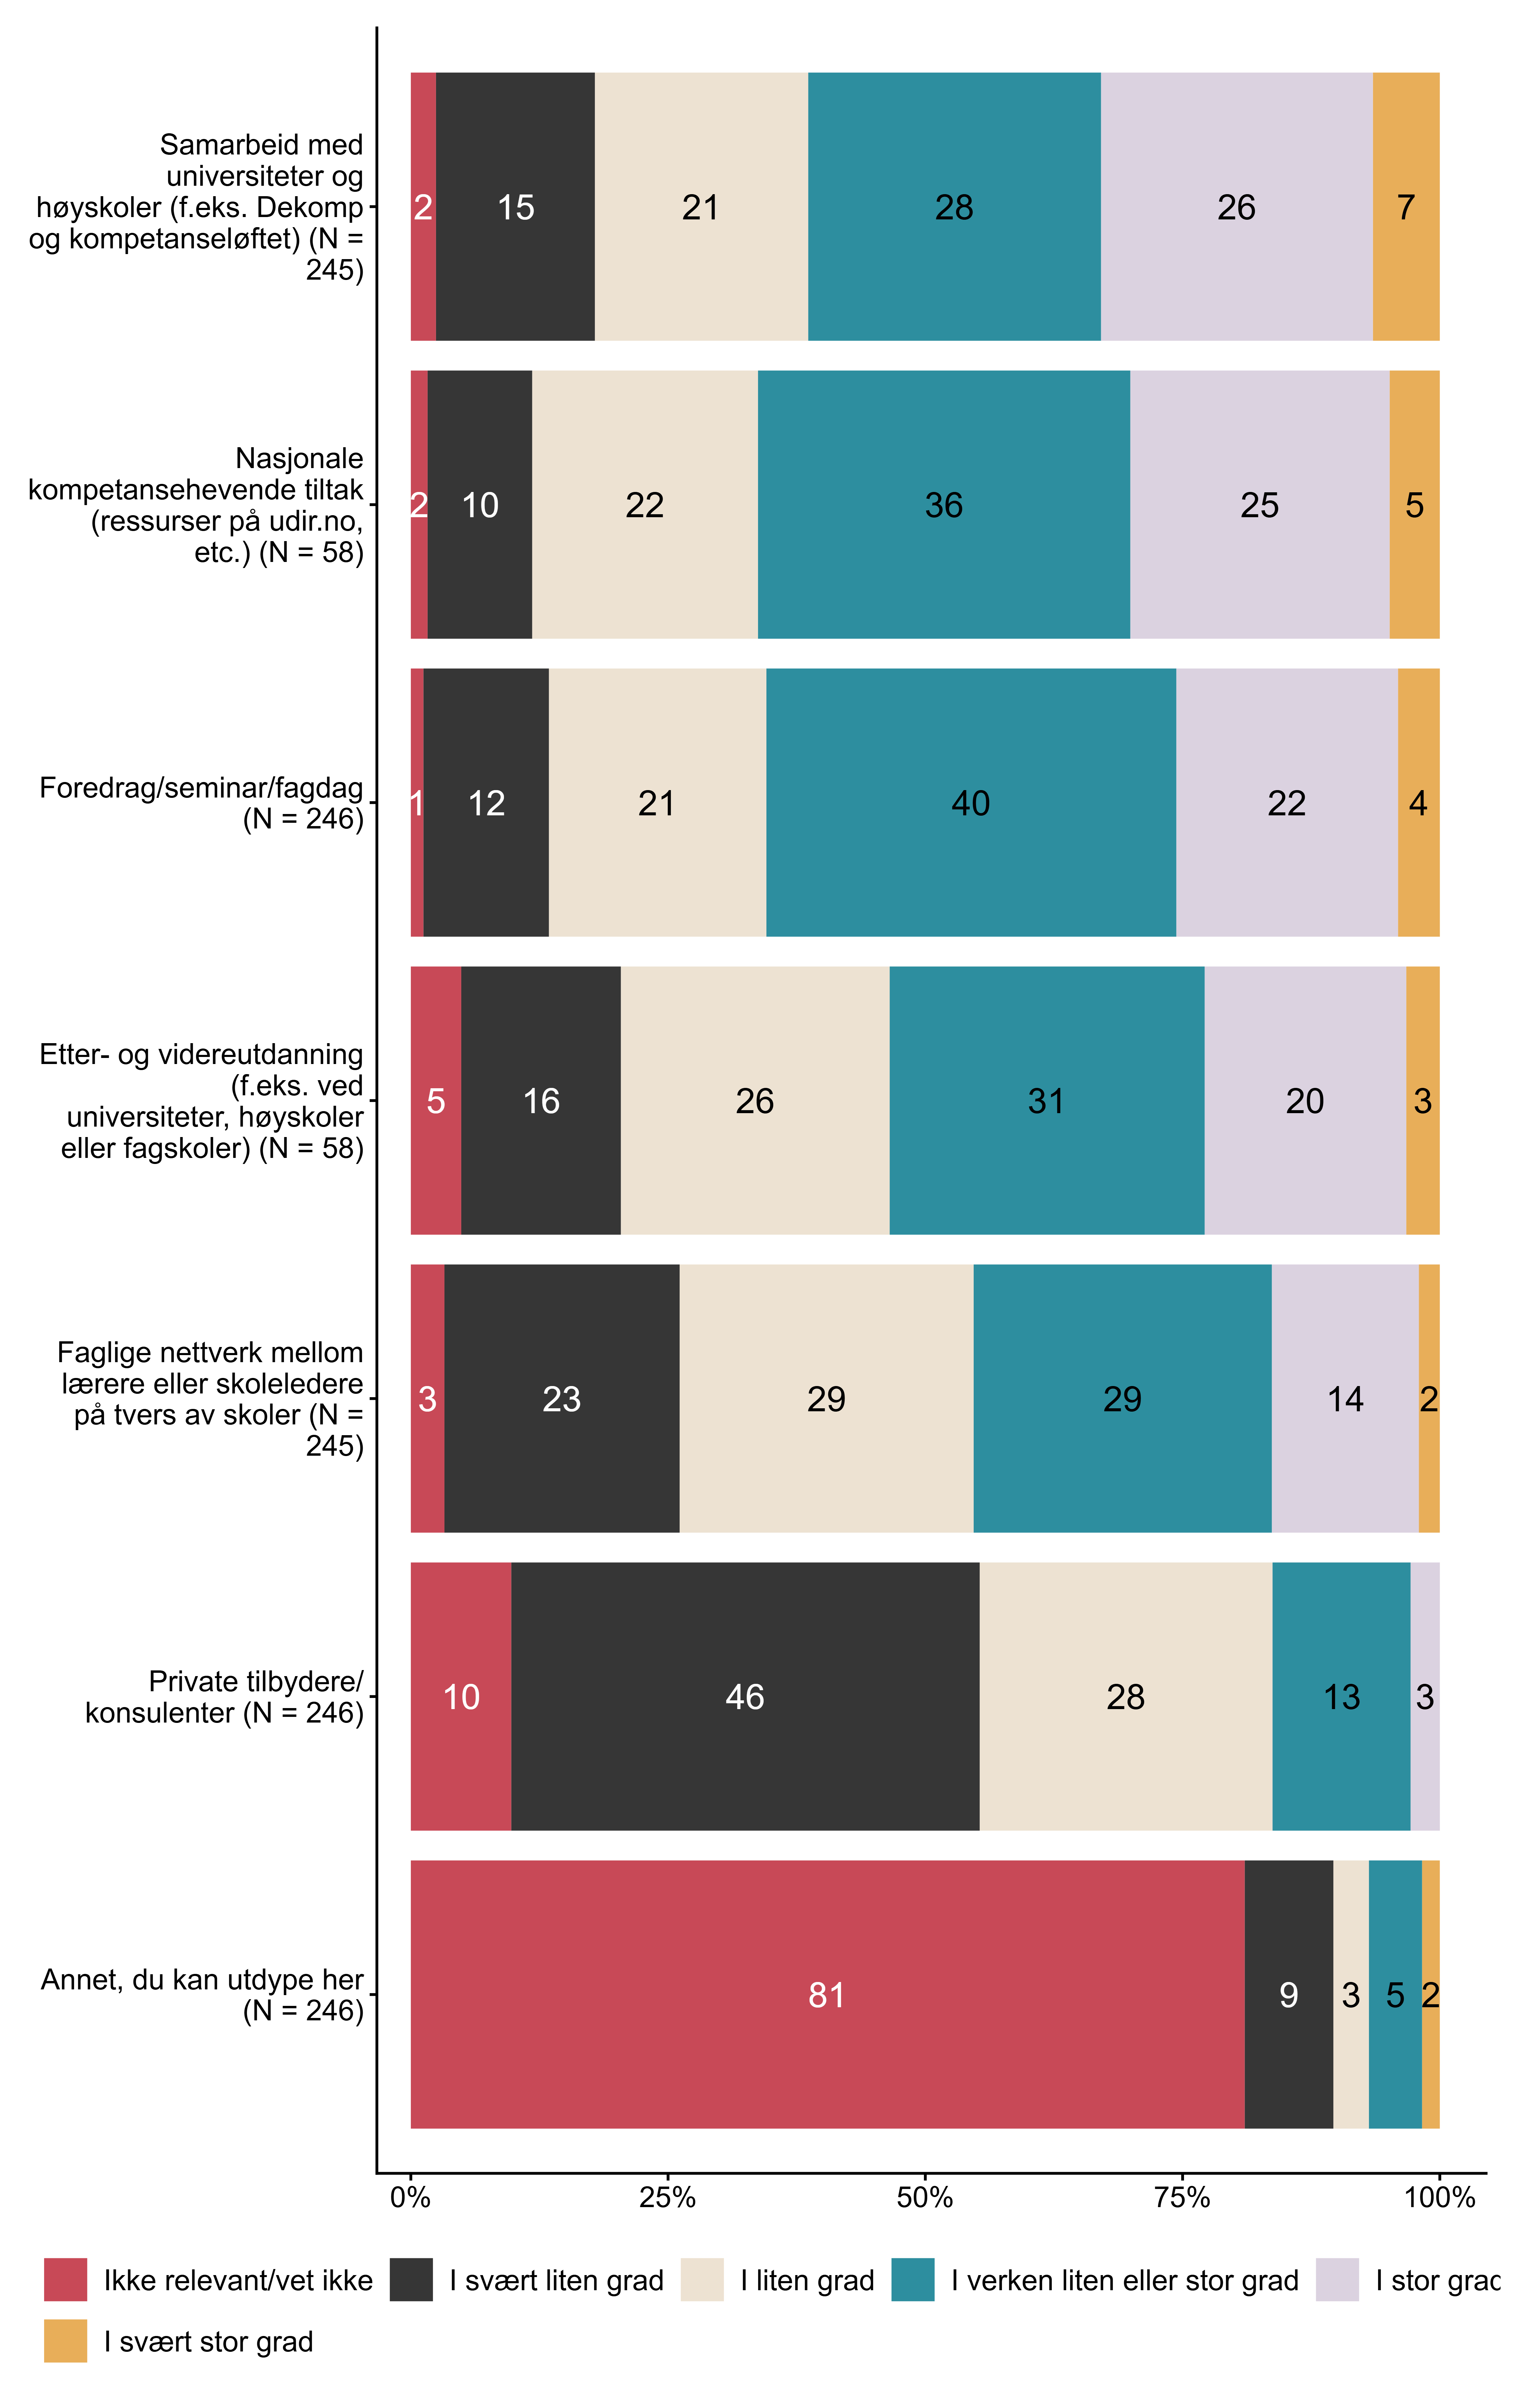 Samarbeid med
universiteter og
høyskoler (f.eks. Dekomp
og kompetanseløftet) (N =
245)
2 15 21 28 26 7
Nasjonale
kompetansehevende tiltak
(ressurser på udir.no,
etc.) (N = 58)
2 10 22 36 25 5
Foredrag/seminar/fagdag
(N = 246)
1 12 21 40 22 4
Etter- og videreutdanning
(f.eks. ved
universiteter, høyskoler
eller fagskoler) (N = 58)
5 16 26 31 20 3
Faglige nettverk mellom
lærere eller skoleledere
på tvers av skoler (N =
245)
3 23 29 29 14 2
Private tilbydere/
konsulenter (N = 246)
10 46 28 13 3
Annet, du kan utdype her
(N = 246)
81 9 3 5 2
0% 25% 50% 75% 100%
Ikke relevant/vet ikke I svært liten grad I liten grad I verken liten eller stor grad I stor grad
I svært stor grad